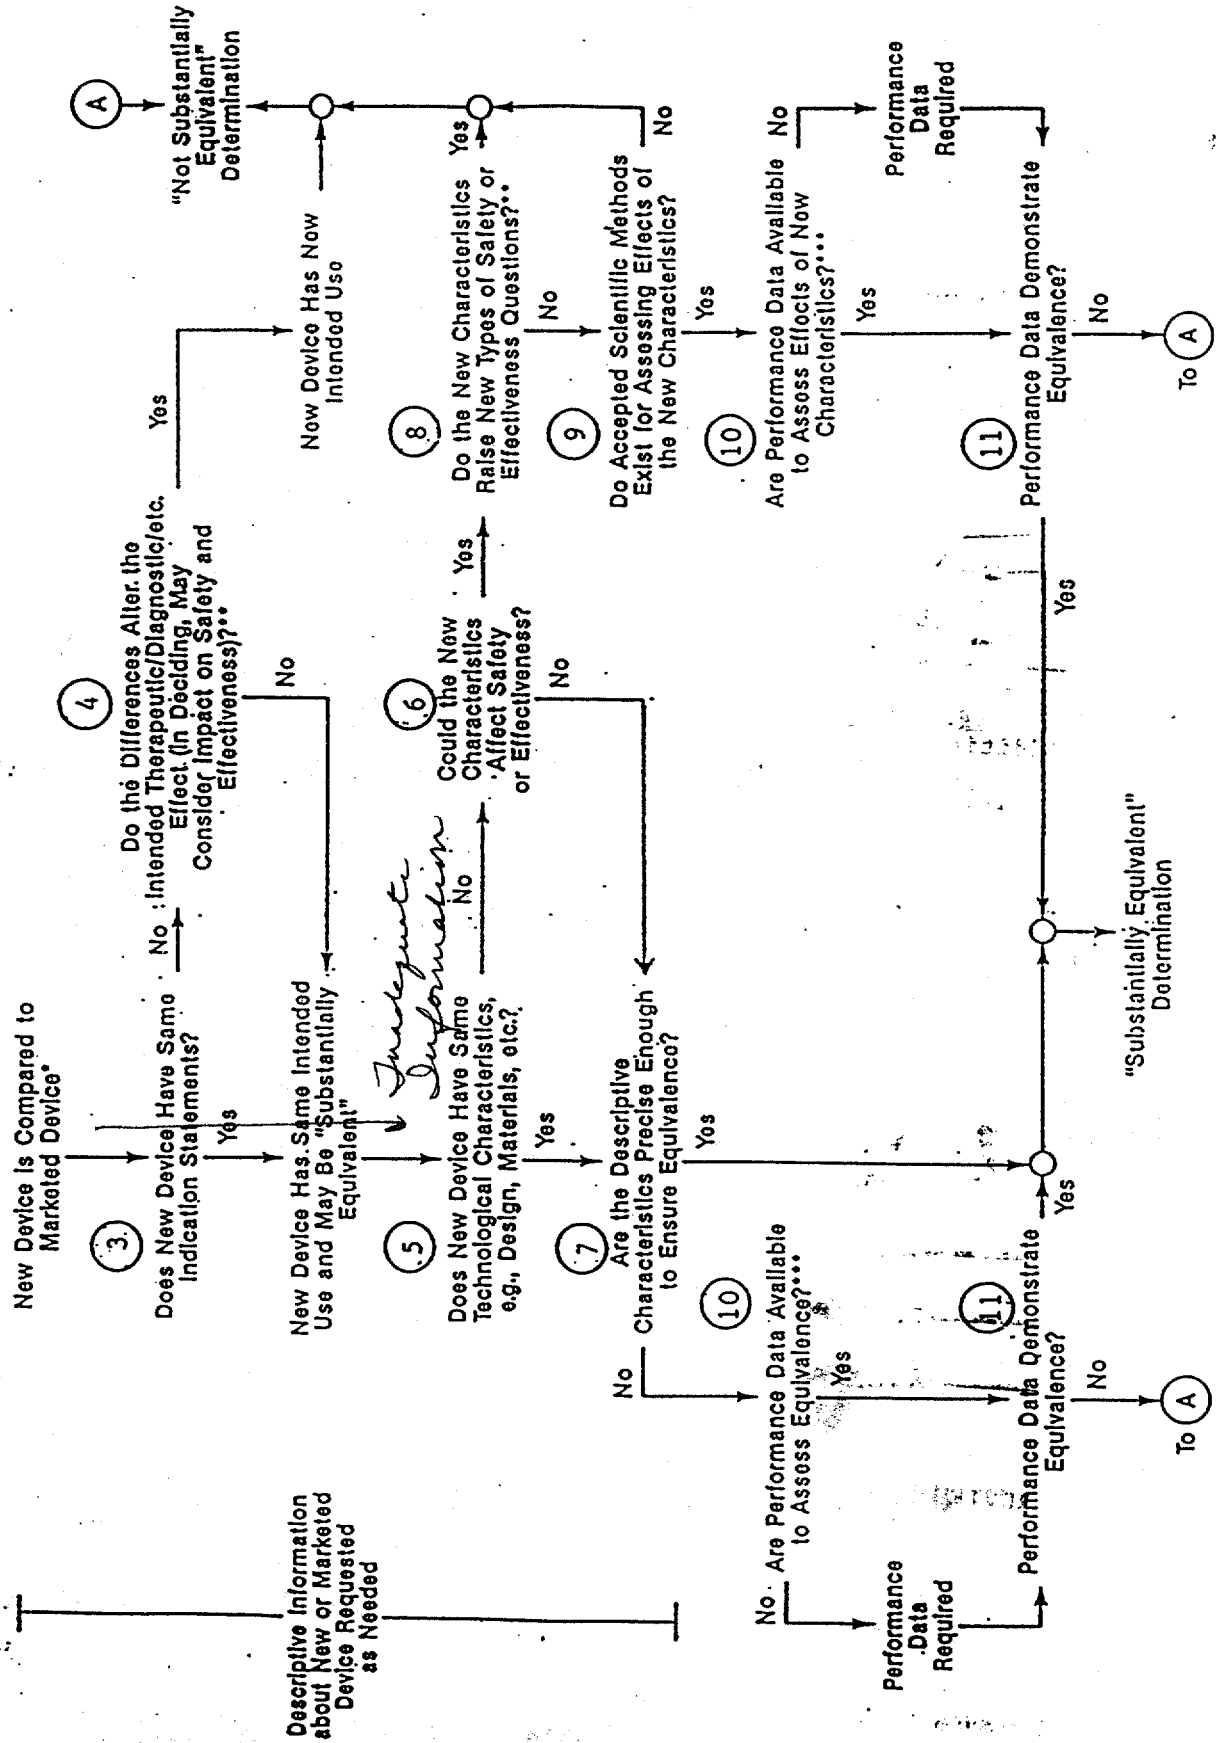 New Device is Compared to
Marketed Device*
3
Does New Device Have Same
Indication Statements?
No
Yes
4
Do the Differences Alter the
Intended Therapeutic/Diagnostic/etc.
Effect (In Deciding, May
Consider Impact on Safety and
Effectiveness)?**
Yes
No
New Device Has New
Intended Use
A
"Not Substantially
Equivalent"
Determination
New Device Has Same Intended
Use and May Be "Substantially
Equivalent"
Inadequate
Information
5
Does New Device Have Same
Technological Characteristics,
e.g., Design, Materials, etc.?
No
Yes
6
Could the New
Characteristics
Affect Safety
or Effectiveness?
Yes
No
8
Do the New Characteristics
Raise New Types of Safety or
Effectiveness Questions?**
Yes
No
9
Do Accepted Scientific Methods
Exist for Assessing Effects of
the New Characteristics?
No
Yes
7
Are the Descriptive
Characteristics Precise Enough
to Ensure Equivalence?
No
Yes
Descriptive Information
about New or Marketed
Device Requested
as Needed
10
Are Performance Data Available
to Assess Equivalence?***
No
Yes
Performance
Data
Required
10
Are Performance Data Available
to Assess Effects of New
Characteristics?***
No
Yes
Performance
Data
Required
11
Performance Data Demonstrate
Equivalence?
Yes
No
To A
11
Performance Data Demonstrate
Equivalence?
Yes
No
To A
"Substantially Equivalent"
Determination